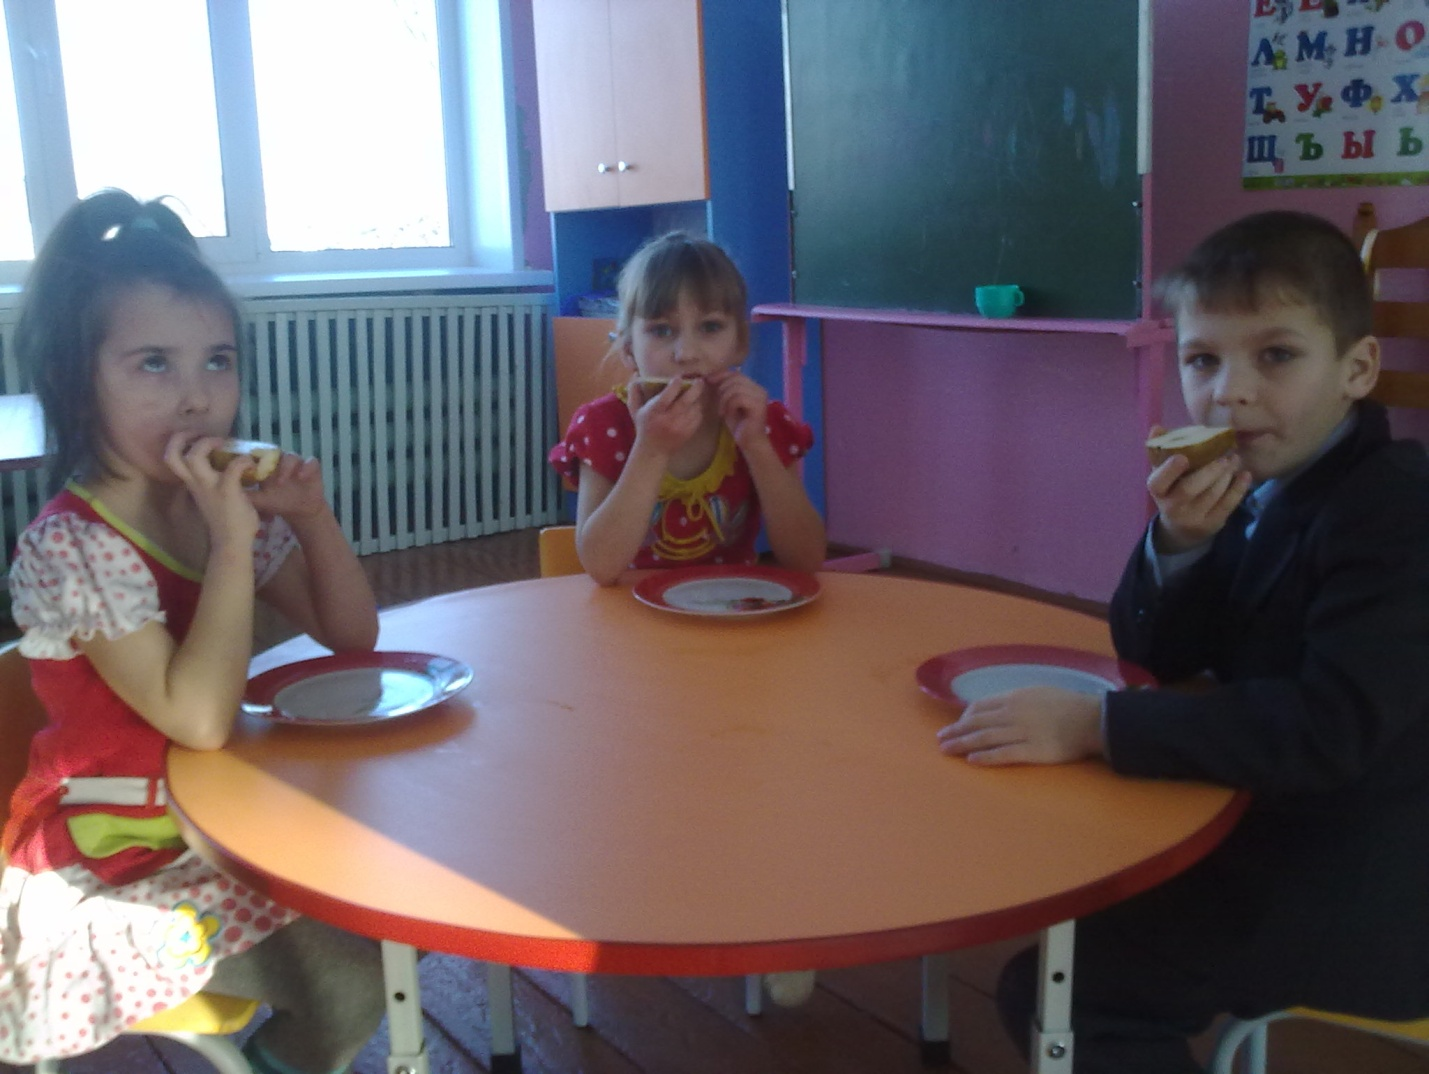 Л М Н О
Т У Ф Х
Щ Ъ Ы Ь